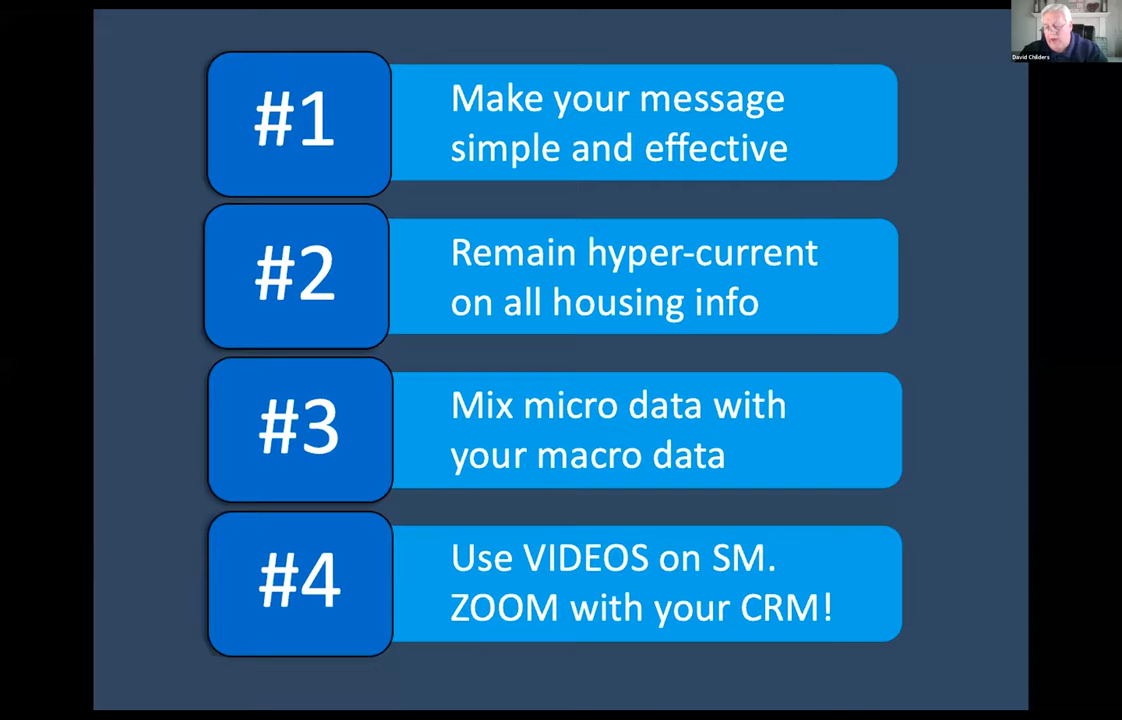 David Childers
#1
Make your message
simple and effective
#2
Remain hyper-current
on all housing info
#3
Mix micro data with
your macro data
#4
Use VIDEOS on SM.
ZOOM with your CRM!